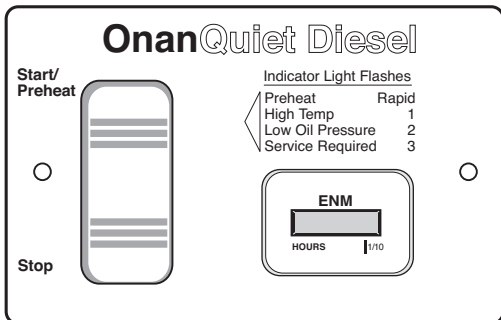 OnanQuiet Diesel
Start/
Preheat
Indicator Light Flashes
Preheat Rapid
High Temp 1
Low Oil Pressure 2
Service Required 3
ENM
HOURS 1/10
Stop